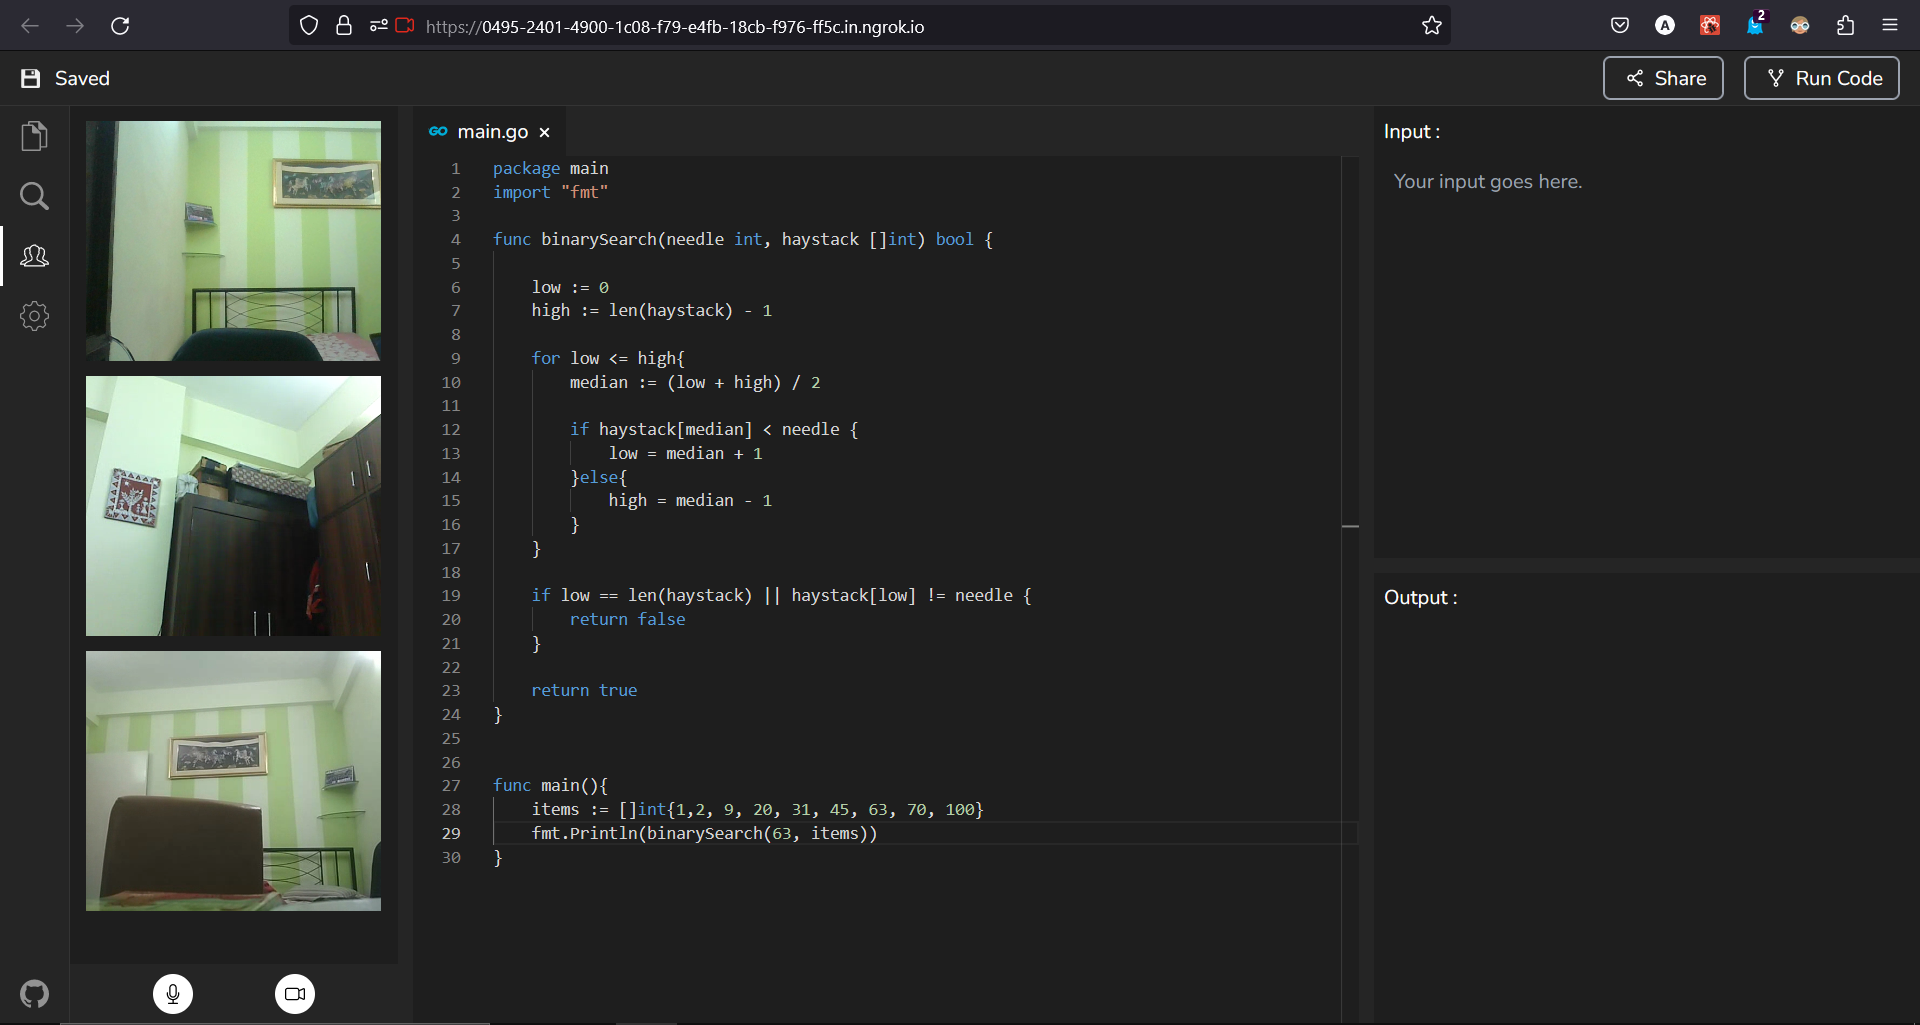 https://0495-2401-4900-1c08-f79-e4fb-18cb-f976-ff5c.in.ngrok.io
A
2
Saved
Share
Run Code
GO main.go
1 package main
2 import "fmt"
3
4 func binarySearch(needle int, haystack []int) bool {
5
6 low := 0
7 high := len(haystack) - 1
8
9 for low <= high{
10 median := (low + high) / 2
11
12 if haystack[median] < needle {
13 low = median + 1
14 }else{
15 high = median - 1
16 }
17 }
18
19 if low == len(haystack) || haystack[low] != needle {
20 return false
21 }
22
23 return true
24 }
25
26
27 func main(){
28 items := []int{1,2, 9, 20, 31, 45, 63, 70, 100}
29 fmt.Println(binarySearch(63, items))
30 }
Input :
Your input goes here.
Output :